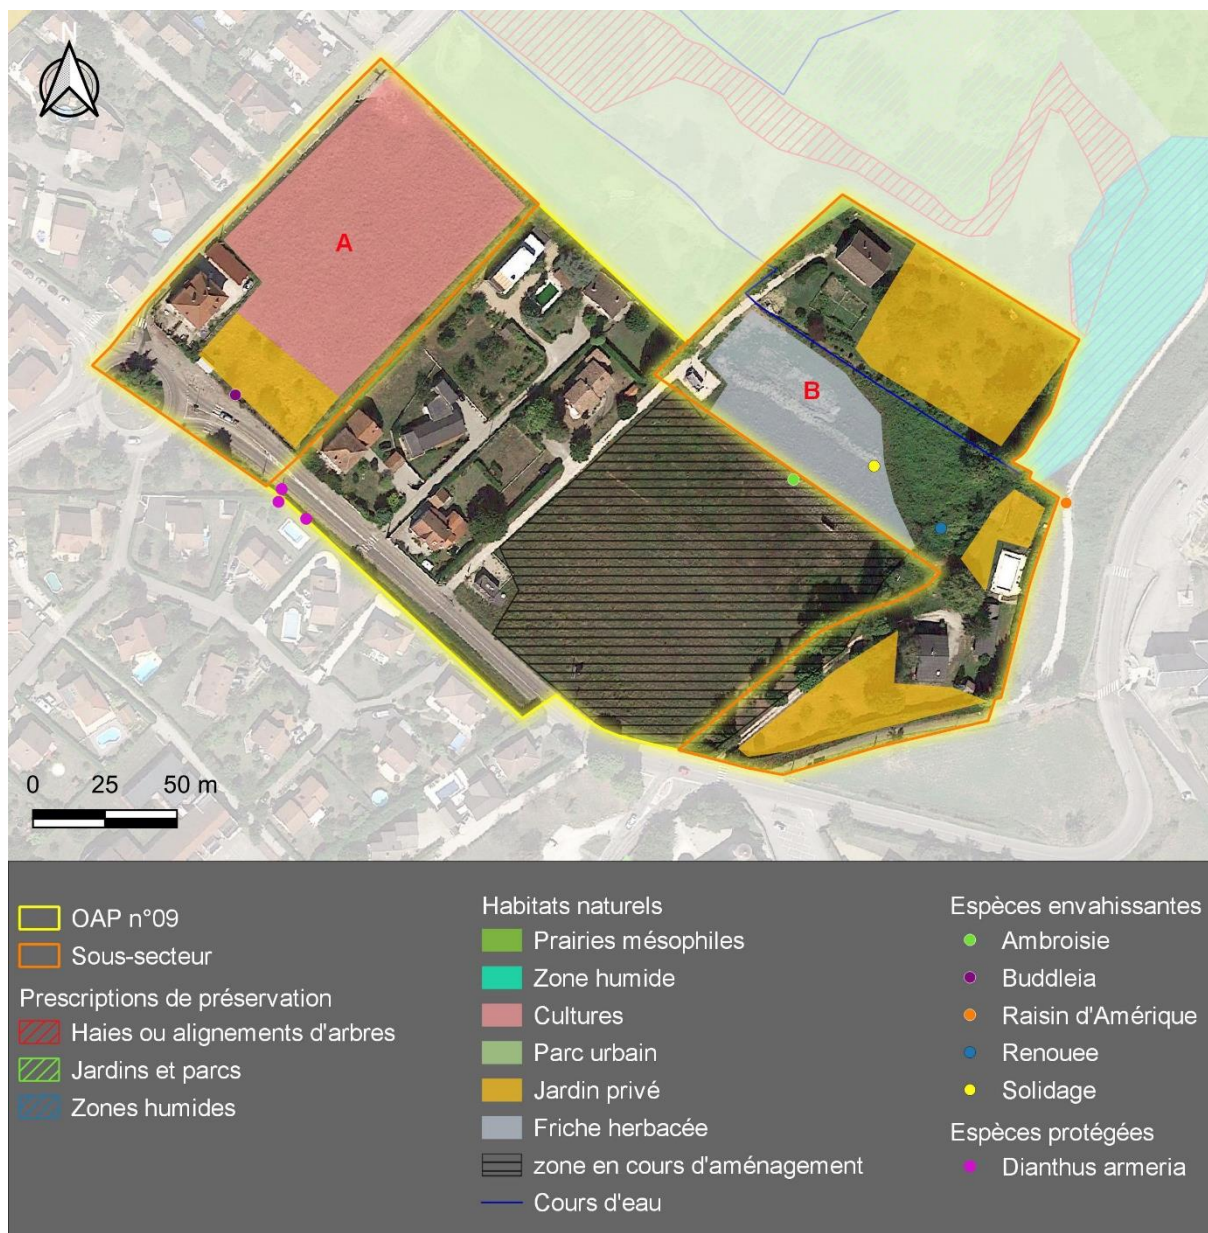 N
A
B
0 25 50 m
OAP n°09
Sous-secteur
Prescriptions de préservation
Haies ou alignements d'arbres
Jardins et parcs
Zones humides
Habitats naturels
Prairies mésophiles
Zone humide
Cultures
Parc urbain
Jardin privé
Friche herbacée
zone en cours d'aménagement
Cours d'eau
Espèces envahissantes
Ambroisie
Buddleia
Raisin d'Amérique
Renouee
Solidage
Espèces protégées
Dianthus armeria